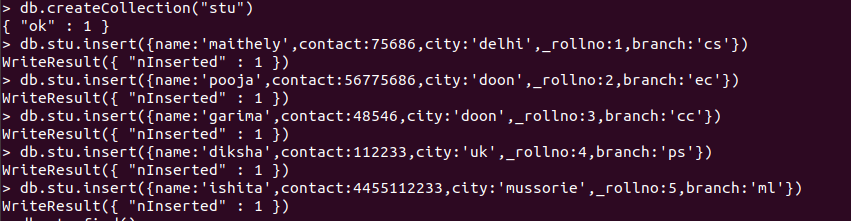 > db.createCollection("stu")
{ "ok" : 1 }
> db.stu.insert({name:'maithely',contact:75686,city:'delhi',_rollno:1,branch:'cs'})
WriteResult({ "nInserted" : 1 })
> db.stu.insert({name:'pooja',contact:56775686,city:'doon',_rollno:2,branch:'ec'})
WriteResult({ "nInserted" : 1 })
> db.stu.insert({name:'garima',contact:48546,city:'doon',_rollno:3,branch:'cc'})
WriteResult({ "nInserted" : 1 })
> db.stu.insert({name:'diksha',contact:112233,city:'uk',_rollno:4,branch:'ps'})
WriteResult({ "nInserted" : 1 })
> db.stu.insert({name:'ishita',contact:4455112233,city:'mussorie',_rollno:5,branch:'ml'})
WriteResult({ "nInserted" : 1 })